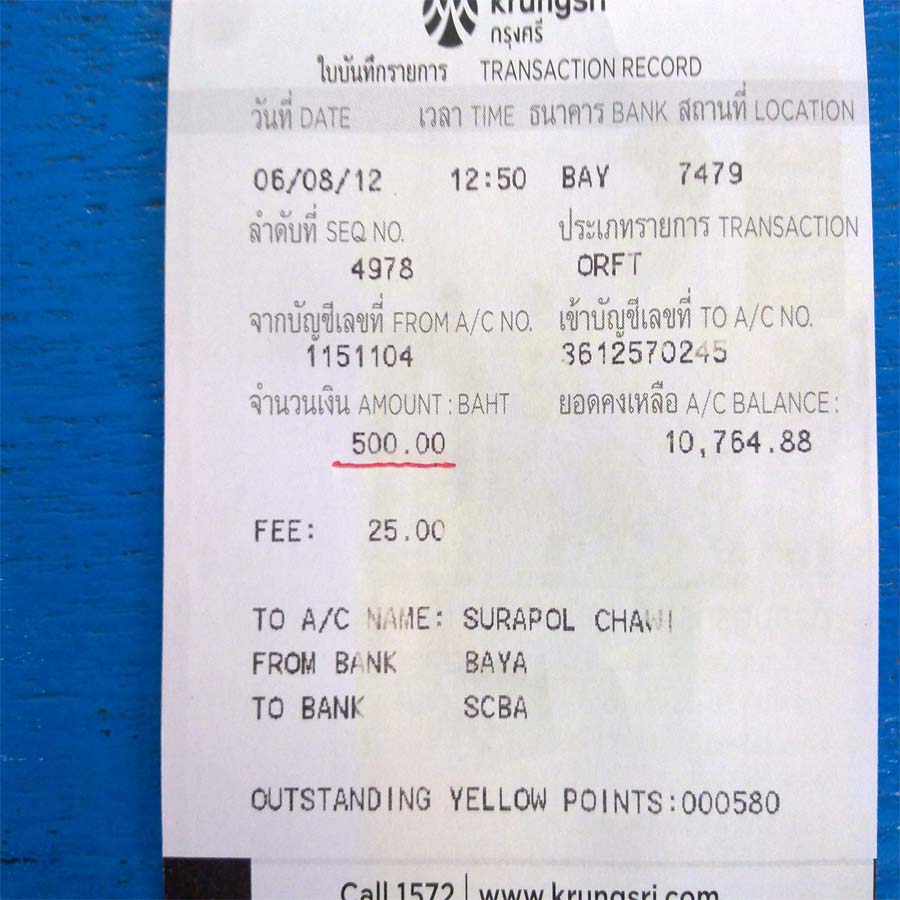 krungsri
กรุงศรี
ใบบันทึกรายการ TRANSACTION RECORD
วันที่ DATE เวลา TIME ธนาคาร BANK สถานที่ LOCATION
06/08/12 12:50 BAY 7479
ลำดับที่ SEQ NO. ประเภทรายการ TRANSACTION
4978 ORFT
จากบัญชีเลขที่ FROM A/C NO. เข้าบัญชีเลขที่ TO A/C NO.
1151104 3612570245
จำนวนเงิน AMOUNT : BAHT ยอดคงเหลือ A/C BALANCE :
500.00 10,764.88
FEE: 25.00
TO A/C NAME: SURAPOL CHAWI
FROM BANK BAYA
TO BANK SCBA
OUTSTANDING YELLOW POINTS:000580
Call 1572 | www.krungsri.com